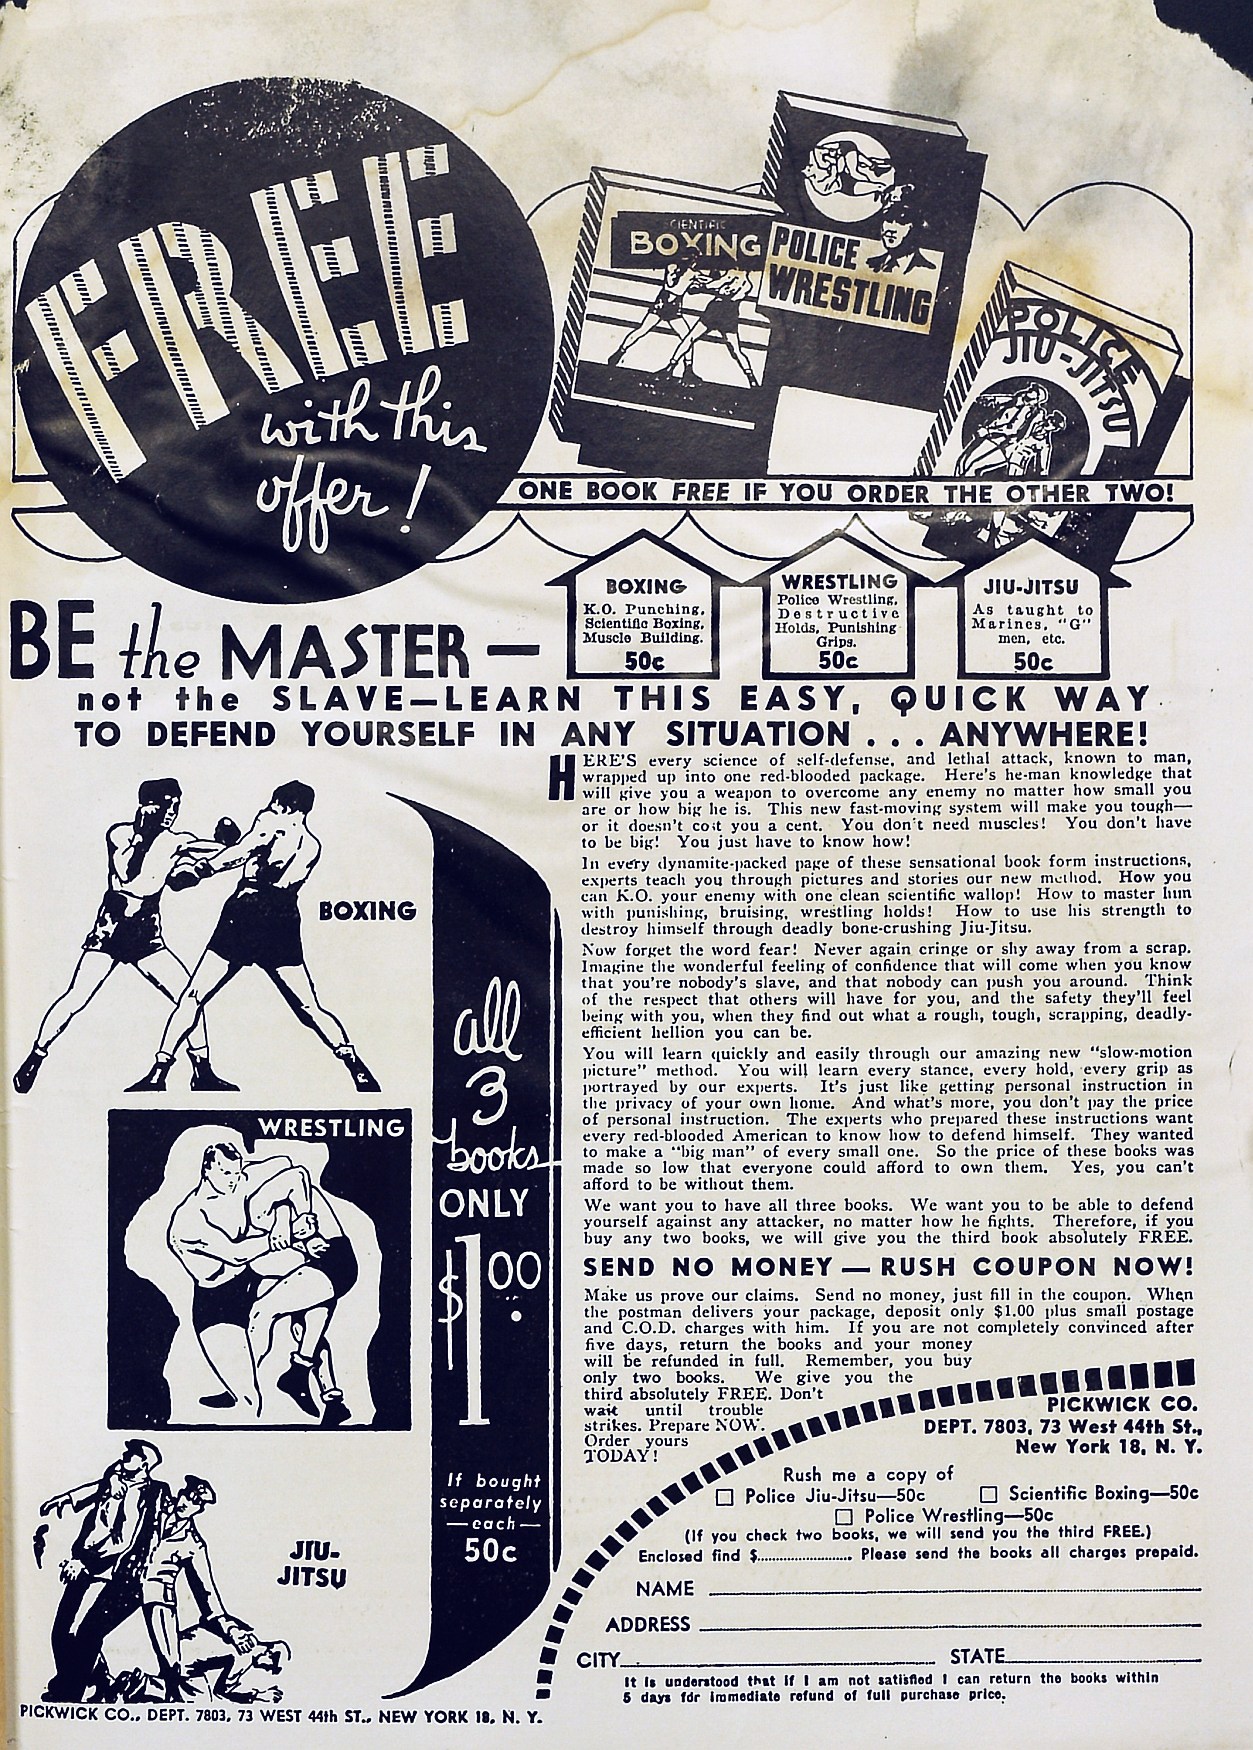 FREE
with this
offer!
SCIENTIFIC
BOXING
POLICE
WRESTLING
POLICE
JIU-JITSU
ONE BOOK FREE IF YOU ORDER THE OTHER TWO!
BOXING
K.O. Punching,
Scientific Boxing,
Muscle Building.
50c
WRESTLING
Police Wrestling,
Destructive
Holds, Punishing
Grips.
50c
JIU-JITSU
As taught to
Marines, "G"
men, etc.
50c
BE the MASTER —
not the SLAVE—LEARN THIS EASY, QUICK WAY
TO DEFEND YOURSELF IN ANY SITUATION . . . ANYWHERE!
HERE'S every science of self-defense, and lethal attack, known to man,
wrapped up into one red-blooded package. Here's he-man knowledge that
will give you a weapon to overcome any enemy no matter how small you
are or how big he is. This new fast-moving system will make you tough—
or it doesn't cost you a cent. You don't need muscles! You don't have
to be big! You just have to know how!
In every dynamite-packed page of these sensational book form instructions,
experts teach you through pictures and stories our new method. How you
can K.O. your enemy with one clean scientific wallop! How to master him
with punishing, bruising, wrestling holds! How to use his strength to
destroy himself through deadly bone-crushing Jiu-Jitsu.
Now forget the word fear! Never again cringe or shy away from a scrap.
Imagine the wonderful feeling of confidence that will come when you know
that you're nobody's slave, and that nobody can push you around. Think
of the respect that others will have for you, and the safety they'll feel
being with you, when they find out what a rough, tough, scrapping, deadly-
efficient hellion you can be.
You will learn quickly and easily through our amazing new "slow-motion
picture" method. You will learn every stance, every hold, every grip as
portrayed by our experts. It's just like getting personal instruction in
the privacy of your own home. And what's more, you don't pay the price
of personal instruction. The experts who prepared these instructions want
every red-blooded American to know how to defend himself. They wanted
to make a "big man" of every small one. So the price of these books was
made so low that everyone could afford to own them. Yes, you can't
afford to be without them.
We want you to have all three books. We want you to be able to defend
yourself against any attacker, no matter how he fights. Therefore, if you
buy any two books, we will give you the third book absolutely FREE.
SEND NO MONEY — RUSH COUPON NOW!
Make us prove our claims. Send no money, just fill in the coupon. When
the postman delivers your package, deposit only $1.00 plus small postage
and C.O.D. charges with him. If you are not completely convinced after
five days, return the books and your money
will be refunded in full. Remember, you buy
only two books. We give you the
third absolutely FREE. Don't
wait until trouble
strikes. Prepare NOW.
Order yours
TODAY!
BOXING
WRESTLING
JIU-
JITSU
all
3
books
ONLY
$1.00
If bought
separately
—each—
50c
PICKWICK CO.
DEPT. 7803, 73 West 44th St.,
New York 18, N. Y.
Rush me a copy of
□ Police Jiu-Jitsu—50c □ Scientific Boxing—50c
□ Police Wrestling—50c
(If you check two books, we will send you the third FREE.)
Enclosed find $.......................... Please send the books all charges prepaid.
NAME
ADDRESS
CITY STATE
It is understood that if I am not satisfied I can return the books within
5 days for immediate refund of full purchase price.
PICKWICK CO., DEPT. 7803, 73 WEST 44th ST., NEW YORK 18, N. Y.